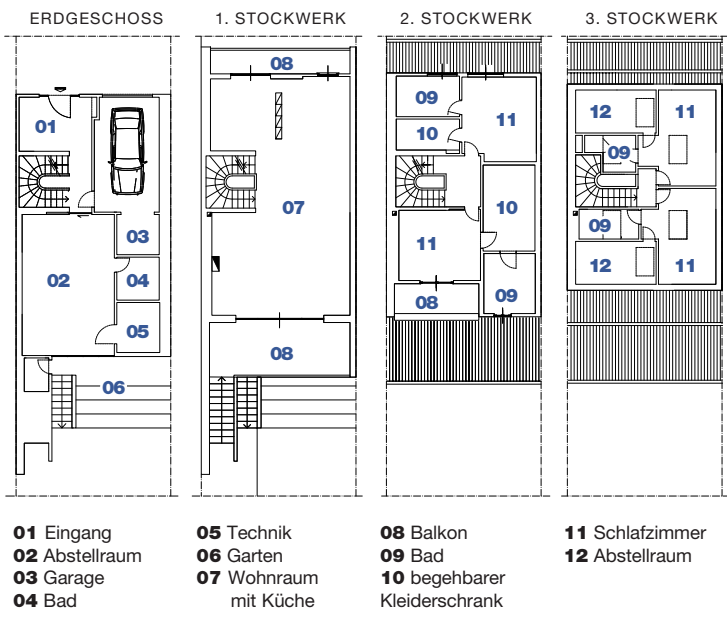 ERDGESCHOSS
1. STOCKWERK
2. STOCKWERK
3. STOCKWERK
01
02
03
04
05
06
08
07
08
09
10
11
10
11
08
09
12
11
09
09
12
11
01 Eingang
02 Abstellraum
03 Garage
04 Bad
05 Technik
06 Garten
07 Wohnraum
mit Küche
08 Balkon
09 Bad
10 begehbarer
Kleiderschrank
11 Schlafzimmer
12 Abstellraum